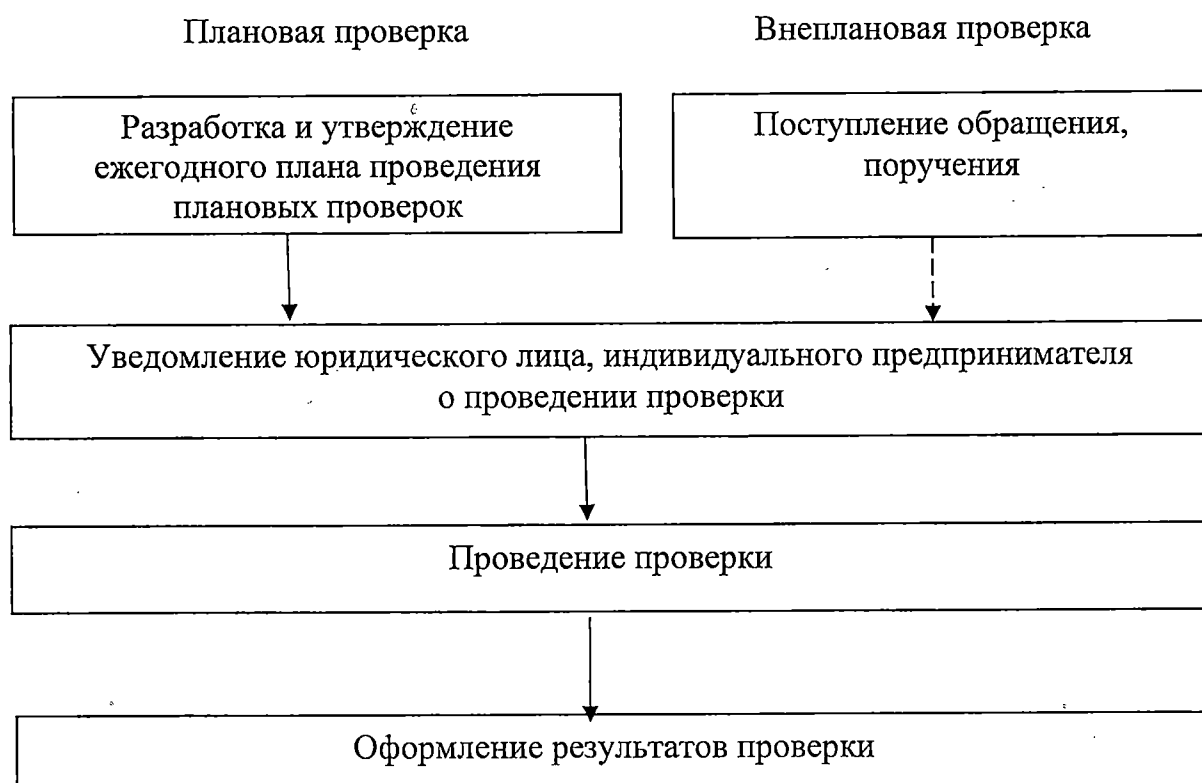 Плановая проверка
Внеплановая проверка
Разработка и утверждение
ежегодного плана проведения
плановых проверок
Поступление обращения,
поручения
Уведомление юридического лица, индивидуального предпринимателя
о проведении проверки
Проведение проверки
Оформление результатов проверки